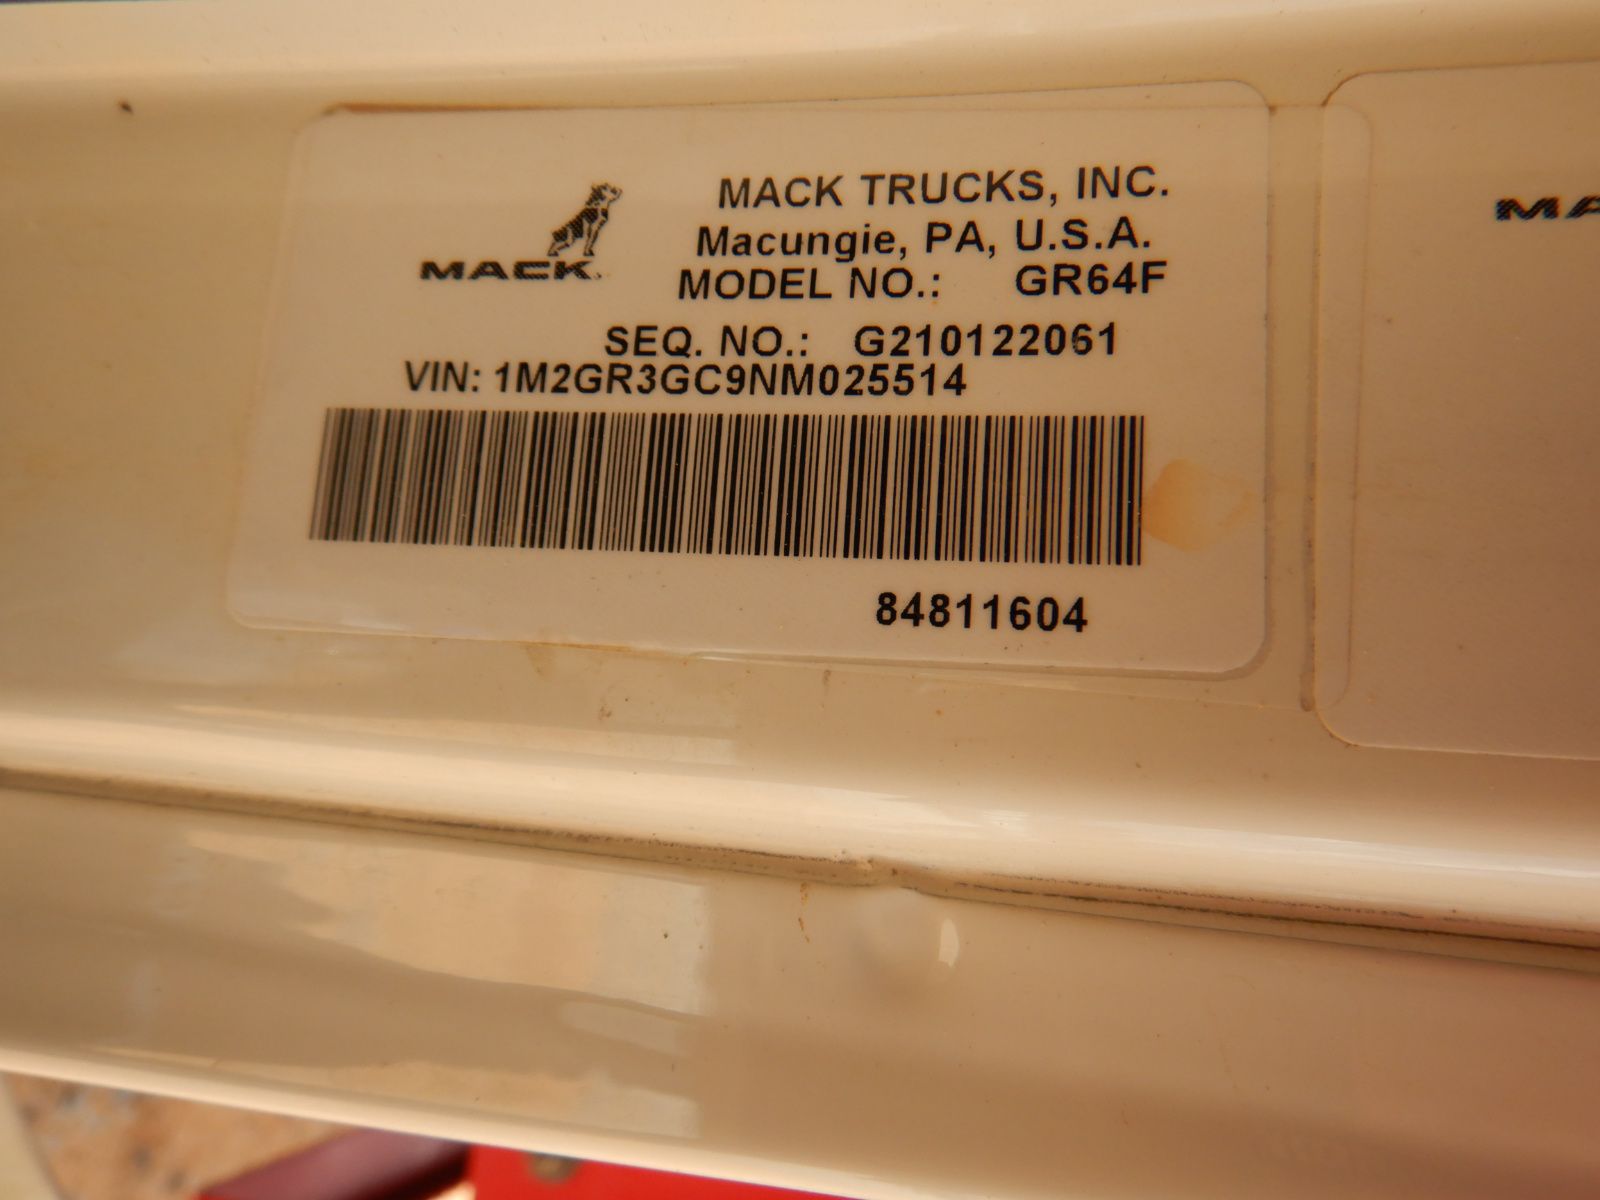 MACK
MACK TRUCKS, INC.
Macungie, PA, U.S.A.
MODEL NO.: GR64F
SEQ. NO.: G210122061
VIN: 1M2GR3GC9NM025514
84811604